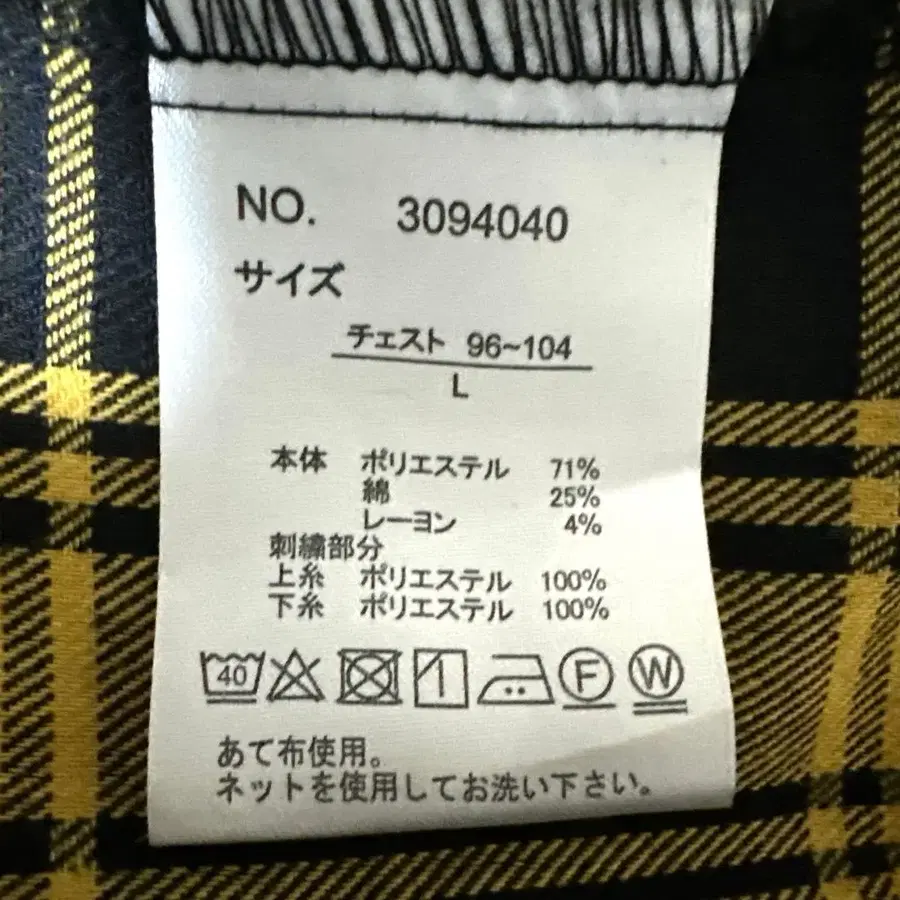 NO. 3094040
サイズ
チェスト 96~104
L
本体 ポリエステル 71%
綿 25%
レーヨン 4%
刺繍部分
上糸 ポリエステル 100%
下糸 ポリエステル 100%
40 F W
あて布使用。
ネットを使用してお洗い下さい。